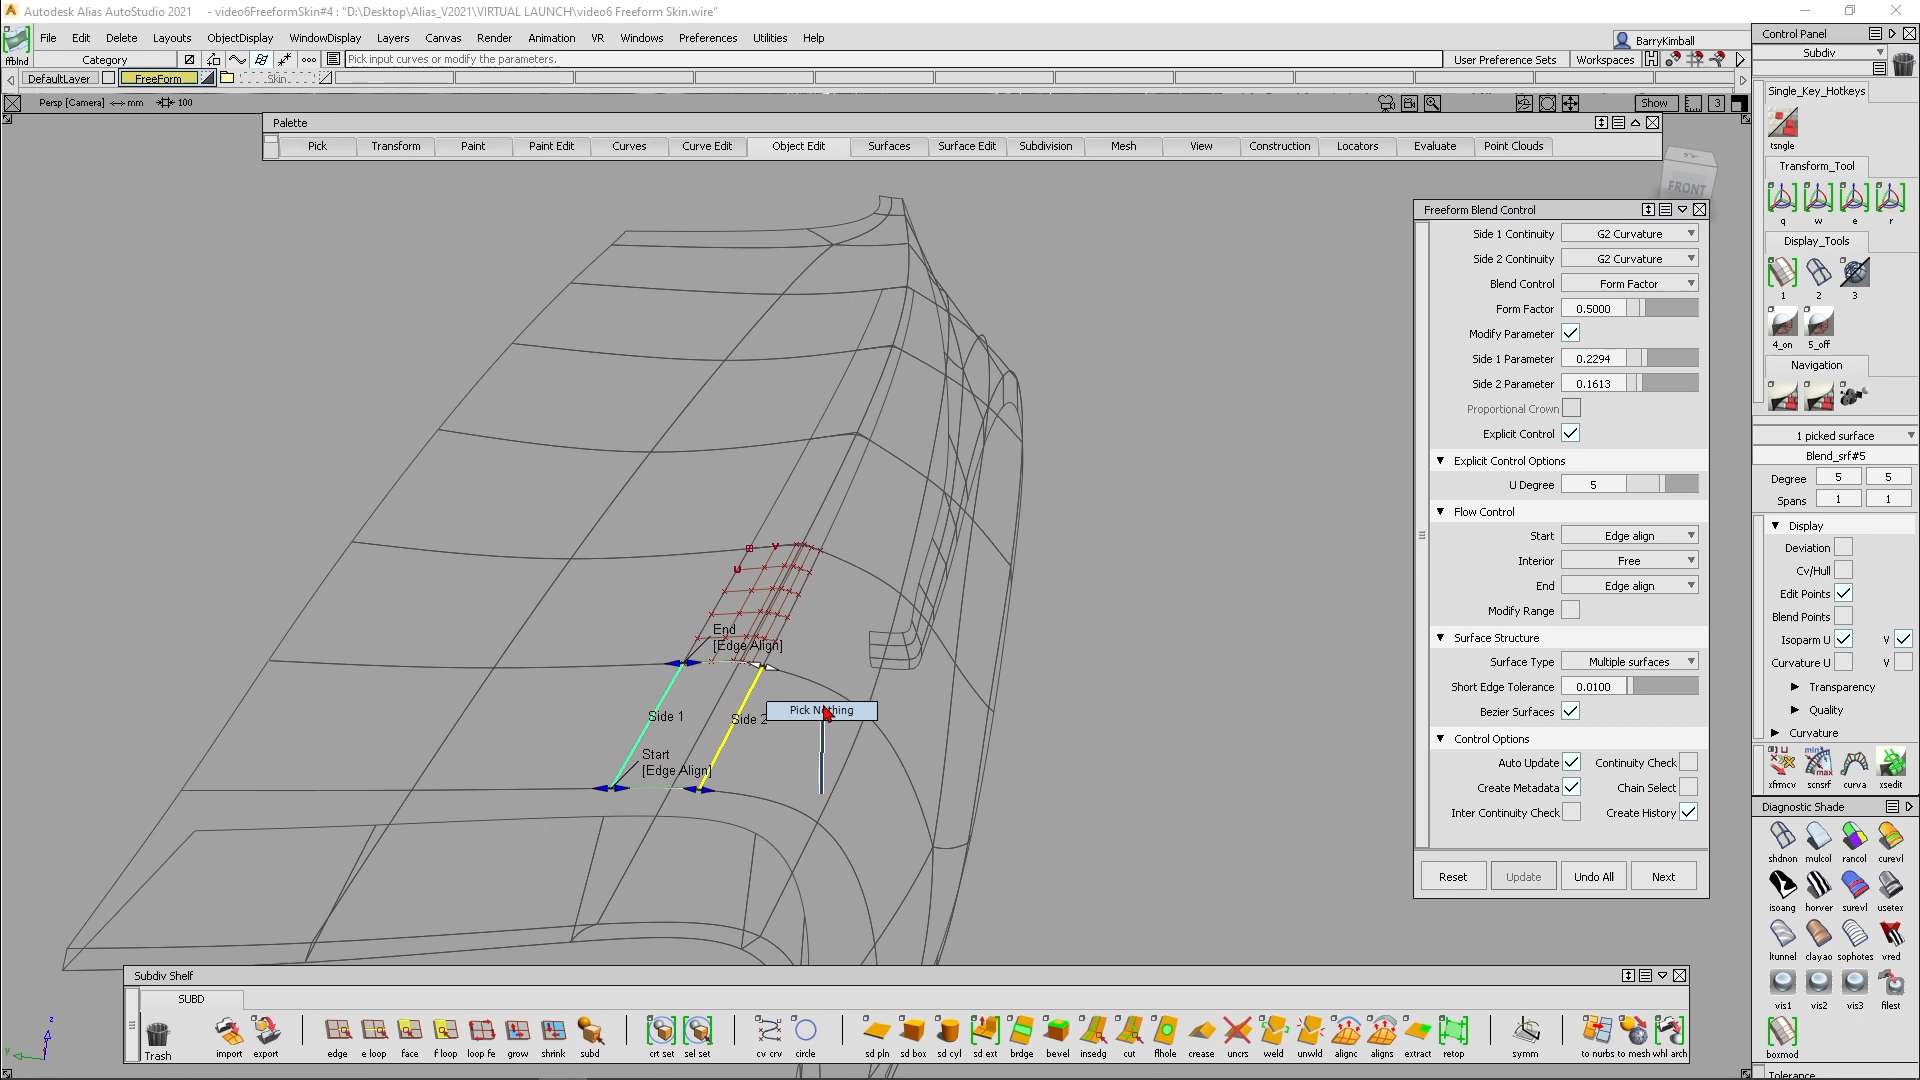 Autodesk Alias AutoStudio 2021 - video6FreeformSkin#4 : "D:\Desktop\Alias_V2021\VIRTUAL LAUNCH\video6 Freeform Skin.wire"
File Edit Delete Layouts ObjectDisplay WindowDisplay Layers Canvas Render Animation VR Windows Preferences Utilities Help
BarryKimball
ffblnd Category Pick input curves or modify the parameters. User Preference Sets Workspaces
DefaultLayer FreeForm Skin
Persp [Camera] mm 100 Show 3
Palette
Pick Transform Paint Paint Edit Curves Curve Edit Object Edit Surfaces Surface Edit Subdivision Mesh View Construction Locators Evaluate Point Clouds
FRONT
u
v
End
[Edge Align]
Side 1
Side 2
Pick Nothing
Start
[Edge Align]
Freeform Blend Control
Side 1 Continuity G2 Curvature
Side 2 Continuity G2 Curvature
Blend Control Form Factor
Form Factor 0.5000
Modify Parameter
Side 1 Parameter 0.2294
Side 2 Parameter 0.1613
Proportional Crown
Explicit Control
Explicit Control Options
U Degree 5
Flow Control
Start Edge align
Interior Free
End Edge align
Modify Range
Surface Structure
Surface Type Multiple surfaces
Short Edge Tolerance 0.0100
Bezier Surfaces
Control Options
Auto Update Continuity Check
Create Metadata Chain Select
Inter Continuity Check Create History
Reset Update Undo All Next
Control Panel
Subdiv
Single_Key_Hotkeys
tsngle
Transform_Tool
q w e r
Display_Tools
1 2 3
4_on 5_off
Navigation
1 picked surface
Blend_srf#5
Degree 5 5
Spans 1 1
Display
Deviation
Cv/Hull
Edit Points
Blend Points
Isoparm U V
Curvature U V
Transparency
Quality
Curvature
xfrmcv scnsrf curva xsedit
Diagnostic Shade
shdnon mulcol rancol curevl
isoang horver surevl usetex
ltunnel clayao sophotes vred
vis1 vis2 vis3 filest
boxmod
Tolerance
Subdiv Shelf
SUBD
Trash import export edge e loop face f loop loop fe grow shrink subd crt set sel set cv crv circle sd pln sd box sd cyl sd ext brdge bevel insedg cut flhole crease uncrs weld unwld alignc aligns extract retop symm to nurbs to mesh whl arch
z
y